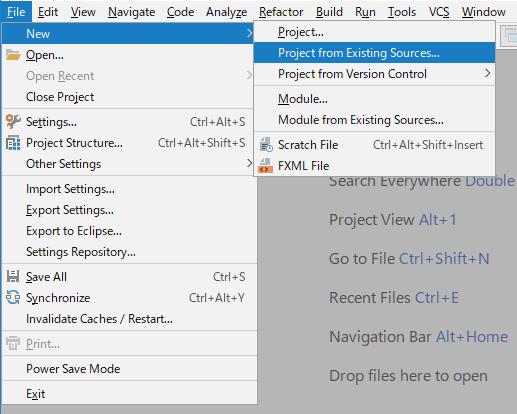 File Edit View Navigate Code Analyze Refactor Build Run Tools VCS Window
New
Open...
Open Recent
Close Project
Settings... Ctrl+Alt+S
Project Structure... Ctrl+Alt+Shift+S
Other Settings
Import Settings...
Export Settings...
Export to Eclipse...
Settings Repository...
Save All Ctrl+S
Synchronize Ctrl+Alt+Y
Invalidate Caches / Restart...
Print...
Power Save Mode
Exit
Project...
Project from Existing Sources...
Project from Version Control
Module...
Module from Existing Sources...
Scratch File Ctrl+Alt+Shift+Insert
FXML File
Search Everywhere Double
Project View Alt+1
Go to File Ctrl+Shift+N
Recent Files Ctrl+E
Navigation Bar Alt+Home
Drop files here to open